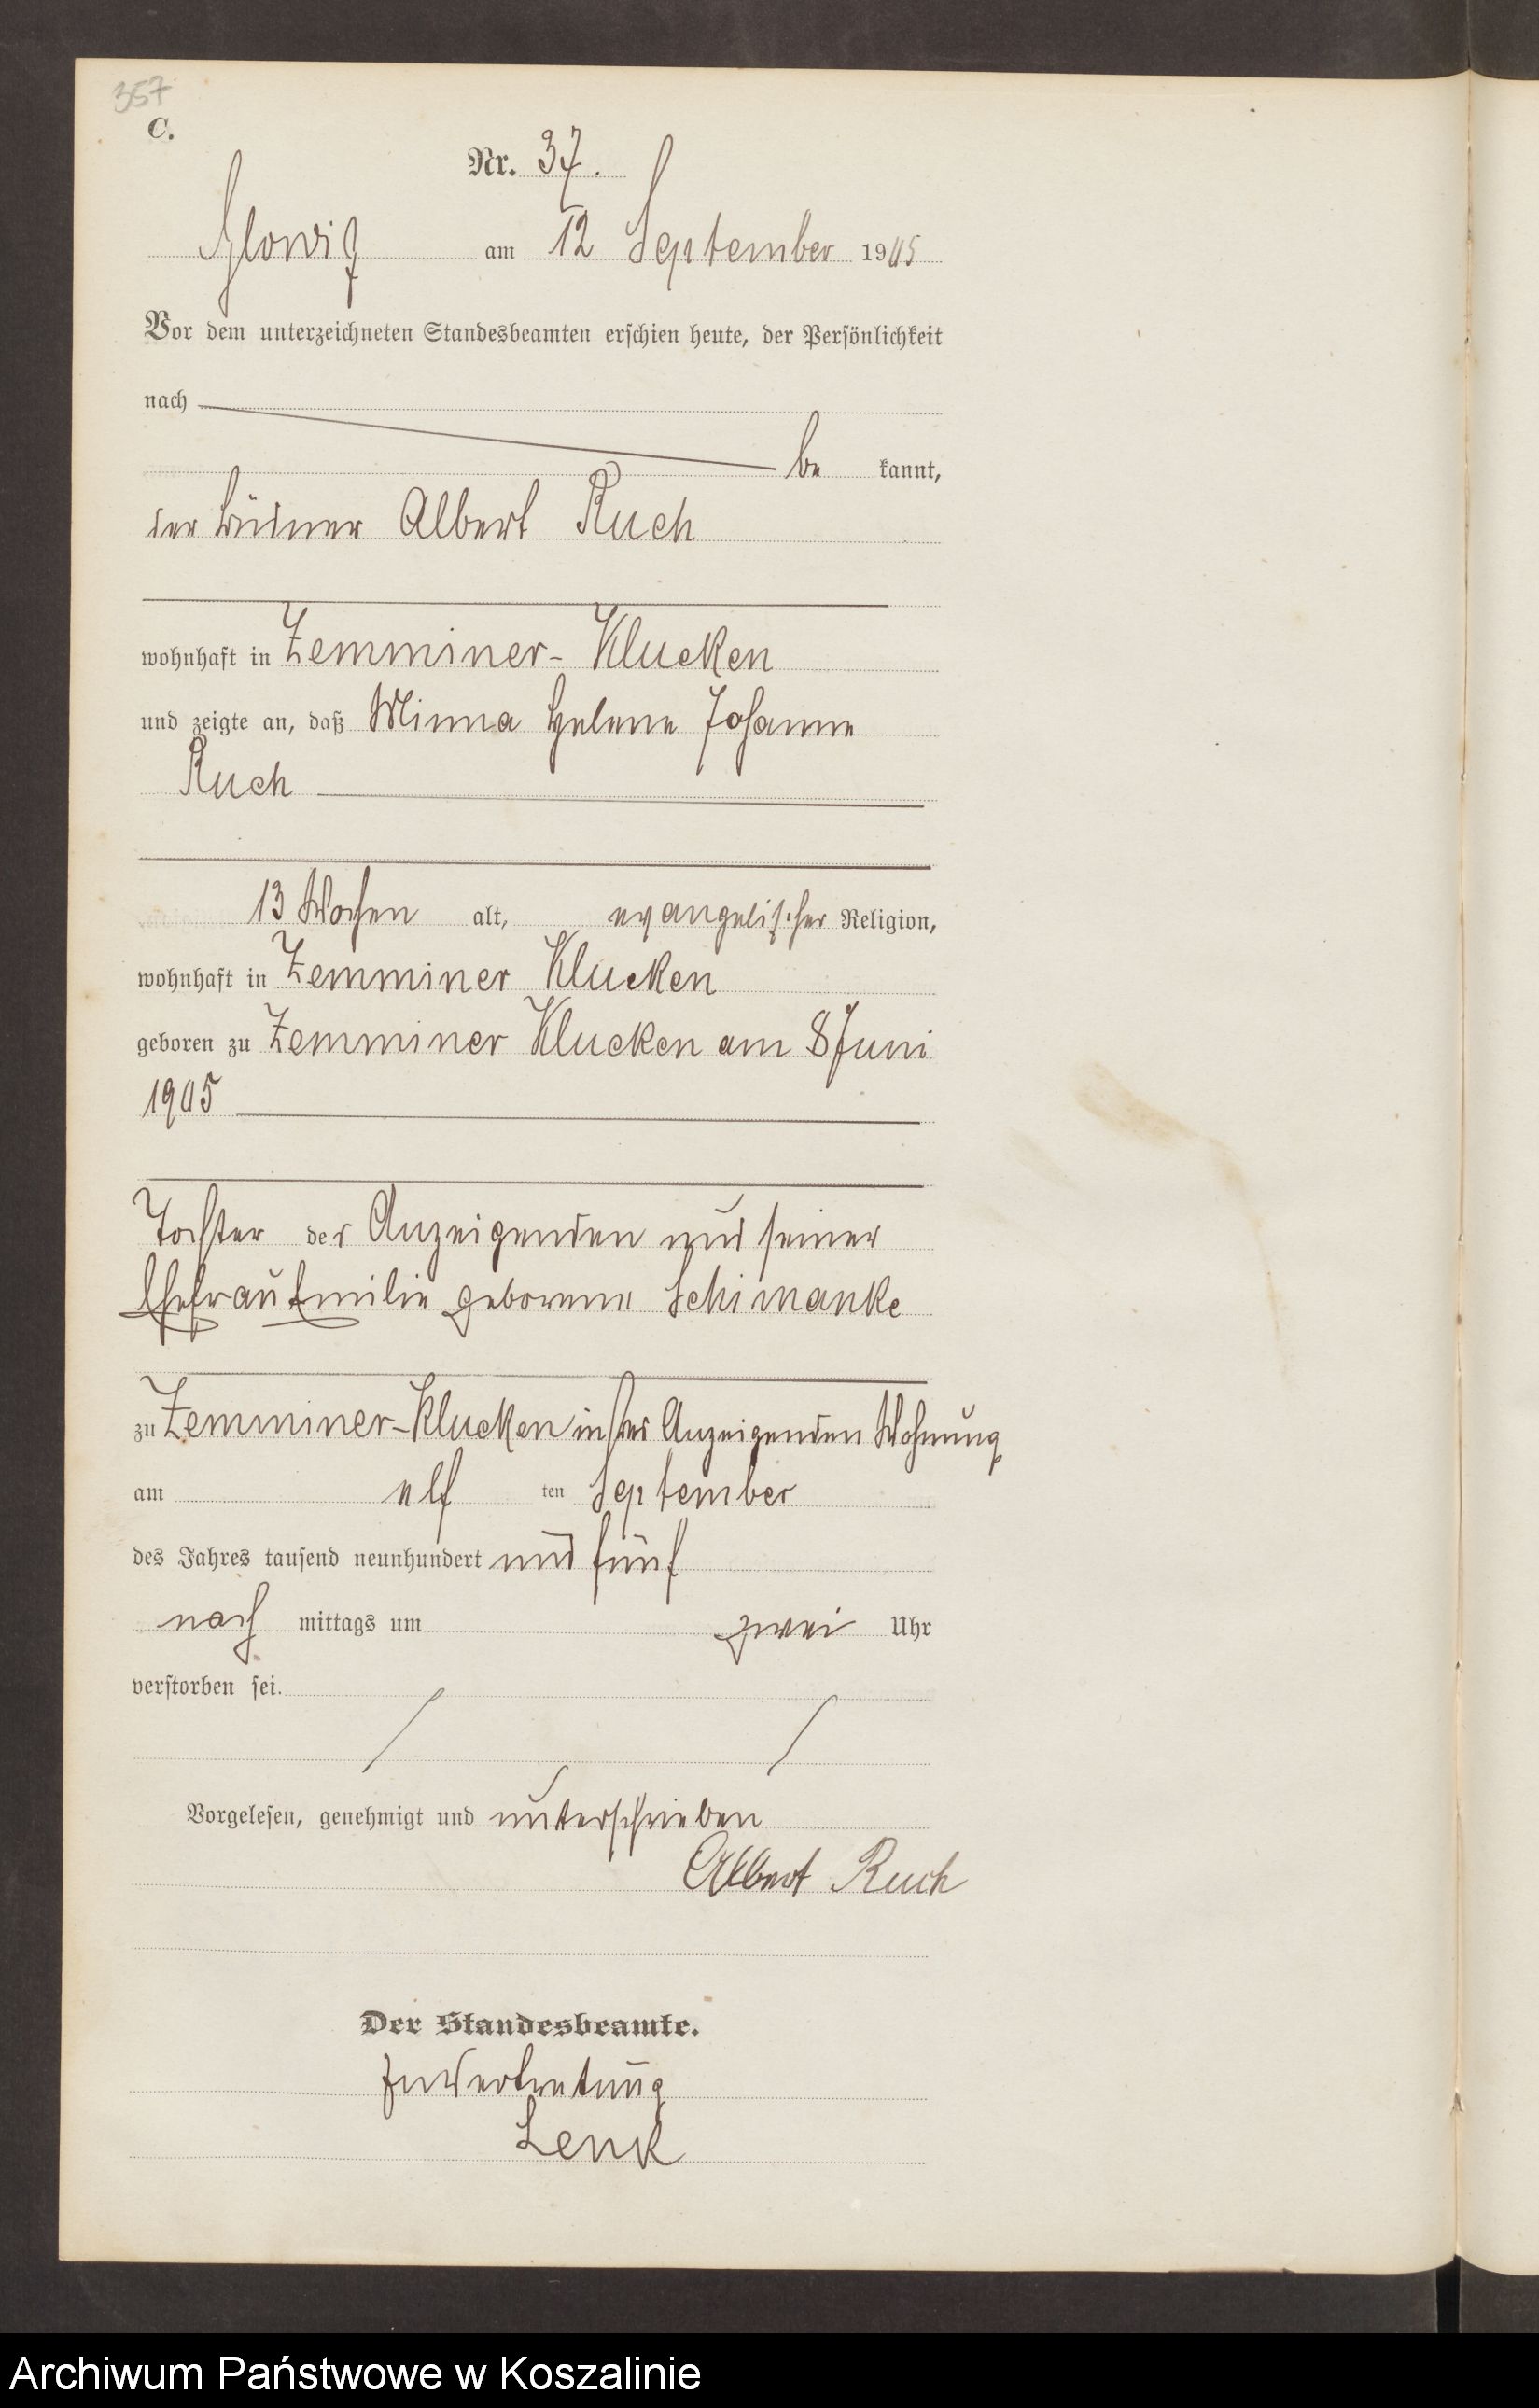 357
C.
Nr. 37.
Glowitz am 12 September 1905
Vor dem unterzeichneten Standesbeamten erschien heute, der Persönlichkeit
nach
be kannt,
der Büdner Albert Ruch
wohnhaft in Zemminer-Klucken
und zeigte an, daß Minna Helene Johanne
Ruch
13 Wochen alt, evangelischer Religion,
wohnhaft in Zemminer Klucken
geboren zu Zemminer Klucken am 8 Juni
1905
Tochter des Anzeigenden und seiner
Ehefrau Emilie geborene Schimanke
zu Zemminer-Klucken in des Anzeigenden Wohnung
am elf ten September
des Jahres tausend neunhundert und fünf
nach mittags um zwei Uhr
verstorben sei.
Vorgelesen, genehmigt und unterschrieben
Albert Ruch
Der Standesbeamte.
In Vertretung
Lenk
Archiwum Państwowe w Koszalinie